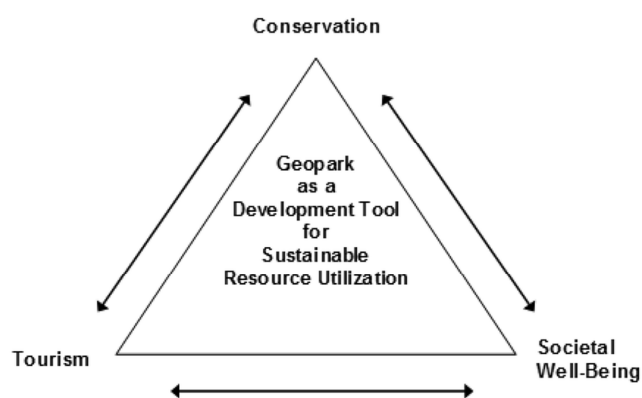 Conservation
Geopark
as a
Development Tool
for
Sustainable
Resource Utilization
Tourism
Societal
Well-Being